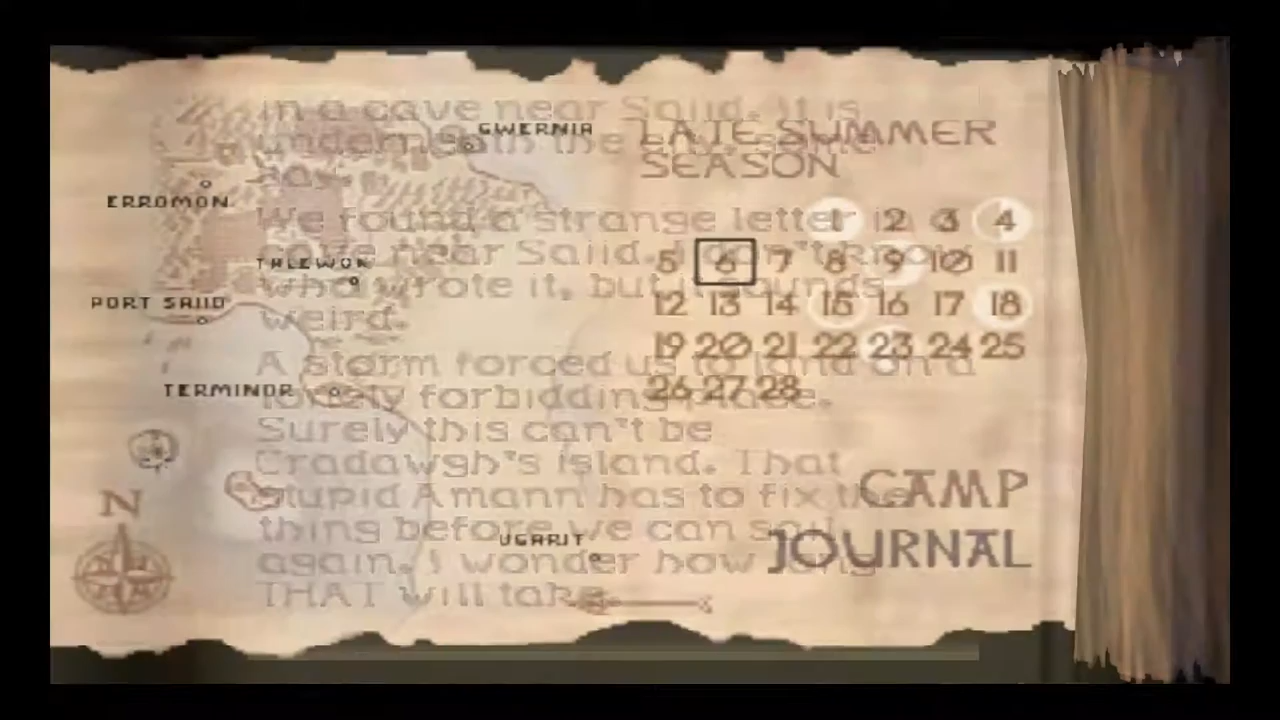 in a cave near Saiid. It is
underneath the
We found a strange letter in a
cave near Saiid. I don't know
who wrote it, but it sounds
weird.
A storm forced us to land on a
lonely forbidding place.
Surely this can't be
Cradawgh's island. That
stupid Amann has to fix the
thing before we can sail
again. I wonder how long
THAT will take.
GWERNIA
ERROMON
TALEWOK
PORT SAIID
TERMINOR
UGARIT
N
LATE SUMMER
SEASON
1 2 3 4
5 6 7 8 9 10 11
12 13 14 15 16 17 18
19 20 21 22 23 24 25
26 27 28
CAMP
JOURNAL